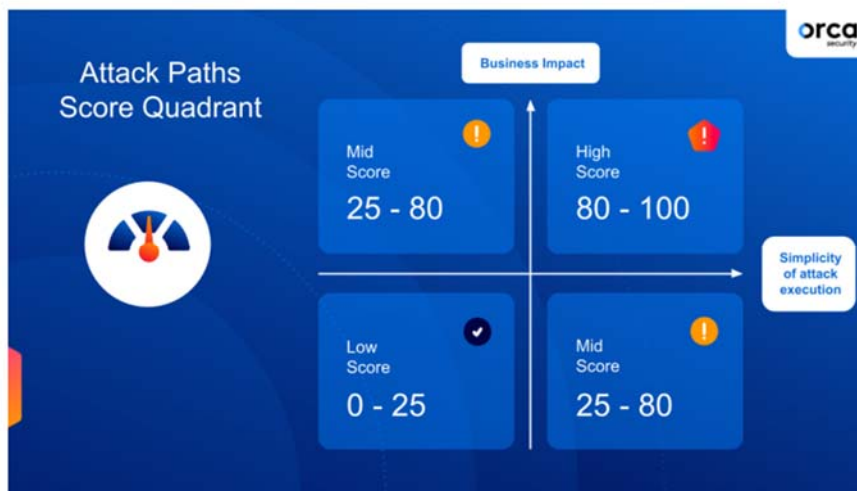 Attack Paths
Score Quadrant
orca
security
Business Impact
Mid
Score
25 - 80
High
Score
80 - 100
Simplicity
of attack
execution
Low
Score
0 - 25
Mid
Score
25 - 80